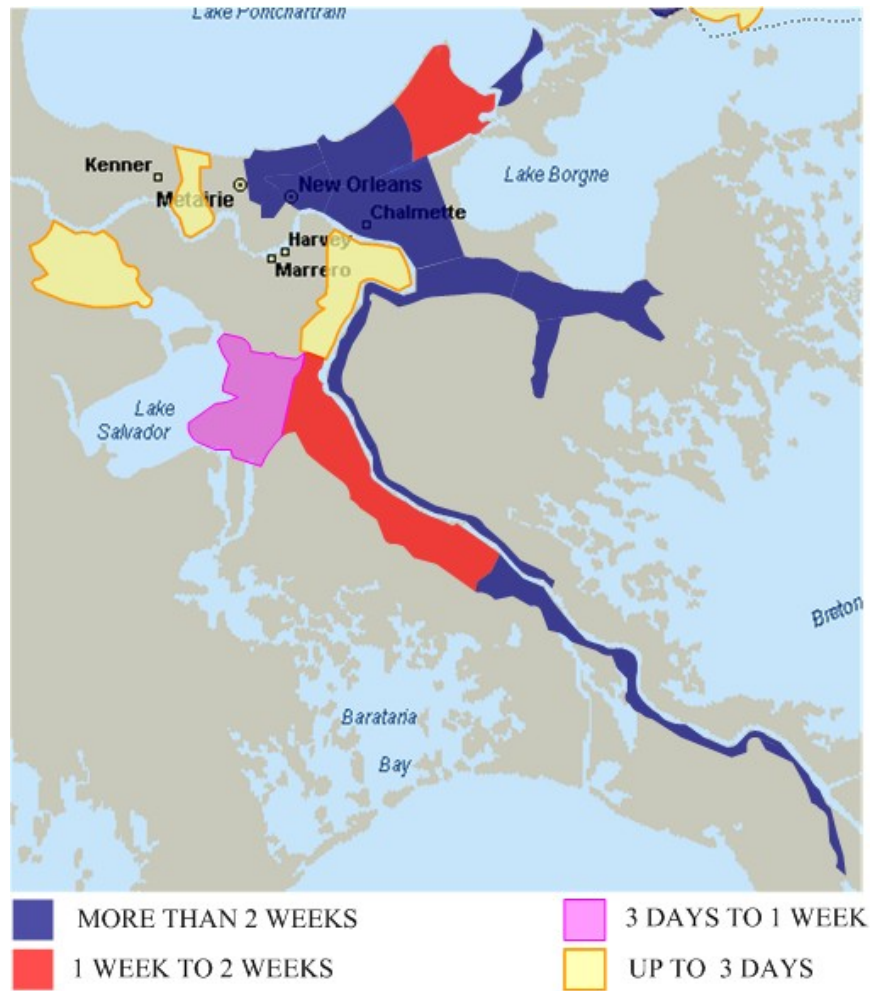 Lake Pontchartrain
Kenner
Metairie
New Orleans
Lake Borgne
Chalmette
Harvey
Marrero
Lake
Salvador
Breton
Barataria
Bay
MORE THAN 2 WEEKS
3 DAYS TO 1 WEEK
1 WEEK TO 2 WEEKS
UP TO 3 DAYS